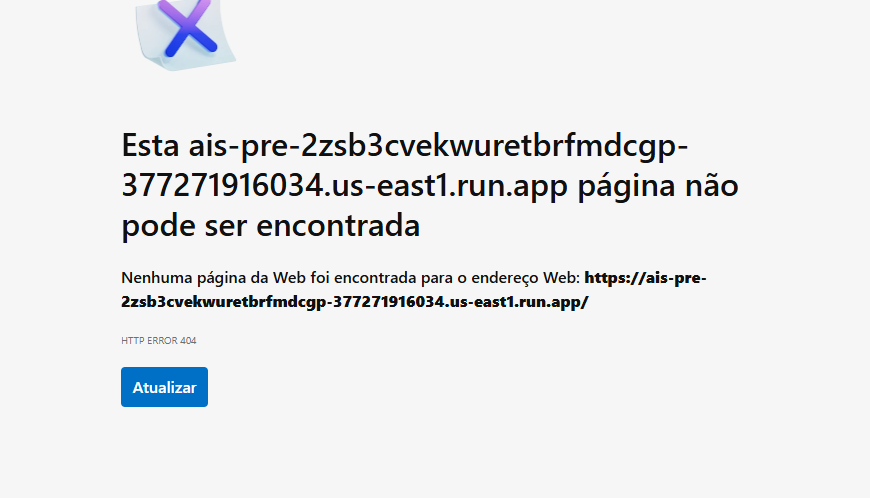 Esta ais-pre-2zsb3cvekwuretbrfmdcgp-
377271916034.us-east1.run.app página não
pode ser encontrada
Nenhuma página da Web foi encontrada para o endereço Web: https://ais-pre-
2zsb3cvekwuretbrfmdcgp-377271916034.us-east1.run.app/
HTTP ERROR 404
Atualizar